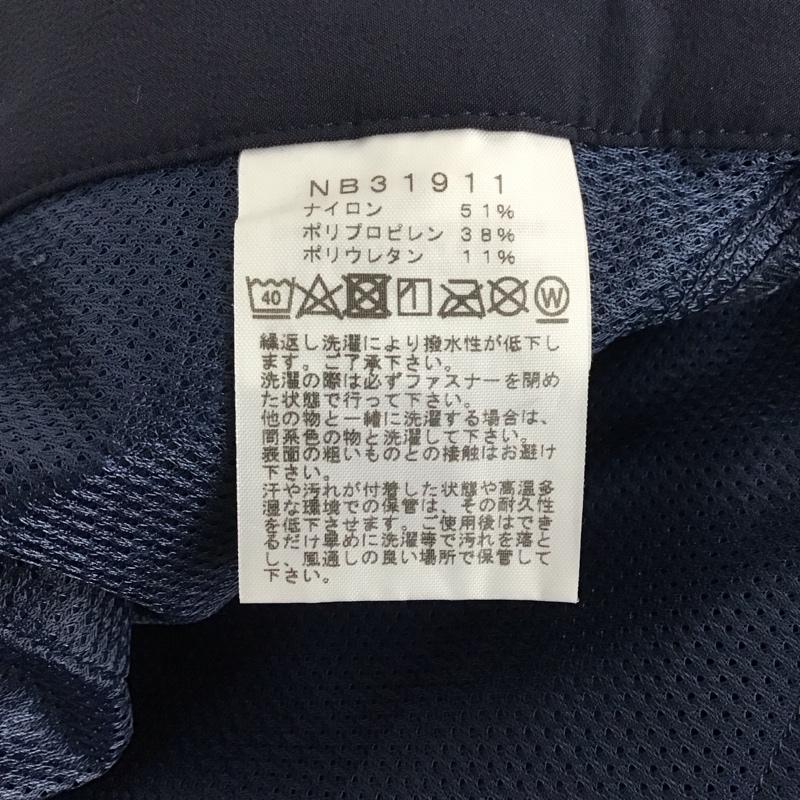 NB31911
ナイロン 51%
ポリプロピレン 38%
ポリウレタン 11%
40 W
繰返し洗濯により撥水性が低下し
ます。ご了承下さい。
洗濯の際は必ずファスナーを閉め
た状態で行って下さい。
他の物と一緒に洗濯する場合は、
同系色の物と洗濯して下さい。
表面の粗いものとの接触はお避け
下さい。
汗や汚れが付着した状態や高温多
湿な環境での保管は、その耐久性
を低下させます。ご使用後はでき
るだけ早めに洗濯等で汚れを落と
し、風通しの良い場所で保管して
下さい。